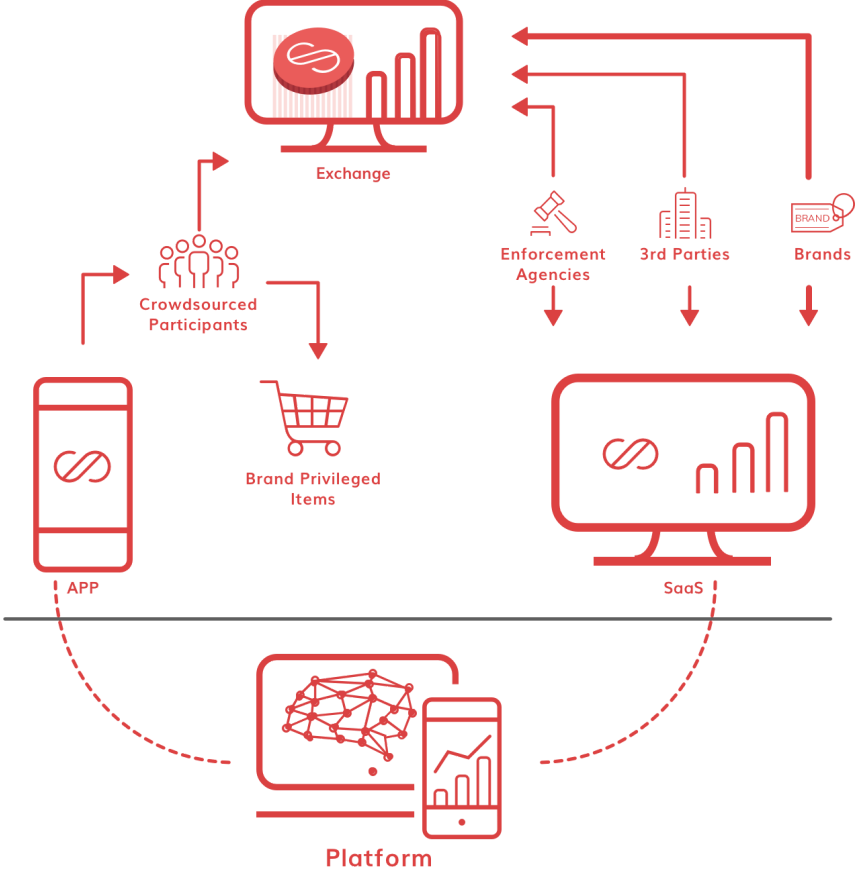 Exchange
BRAND
Enforcement
Agencies
3rd Parties
Brands
Crowdsourced
Participants
Brand Privileged
Items
APP
SaaS
Platform